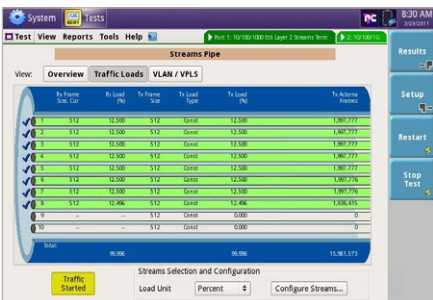 System Tests 8:30 AM
3/29/2011
Test View Reports Tools Help Port 1: 10/100/1000 Eth Layer 2 Streams Term 2: 10/100/1G
Streams Pipe
View: Overview Traffic Loads VLAN / VPLS
Results
Setup
Restart
Stop
Test
Rx Frame
Size, Cur
Rx Load
(%)
Tx Frame
Size
Tx Load
Type
Tx Load
(%)
Tx Acterna
Frames
1 512 12.500 512 Const 12.500 1,997,777
2 512 12.500 512 Const 12.500 1,997,777
3 512 12.500 512 Const 12.500 1,997,777
4 512 12.500 512 Const 12.500 1,997,777
5 512 12.500 512 Const 12.500 1,997,777
6 512 12.500 512 Const 12.500 1,997,776
7 512 12.500 512 Const 12.500 1,997,776
8 512 12.496 512 Const 12.496
9 -- -- 512 Const 0.000 0
10 -- -- 512 Const 0.000 0
Total:
99.996 99.996 15,981,573
Traffic
Started
Streams Selection and Configuration
Load Unit Percent Configure Streams...